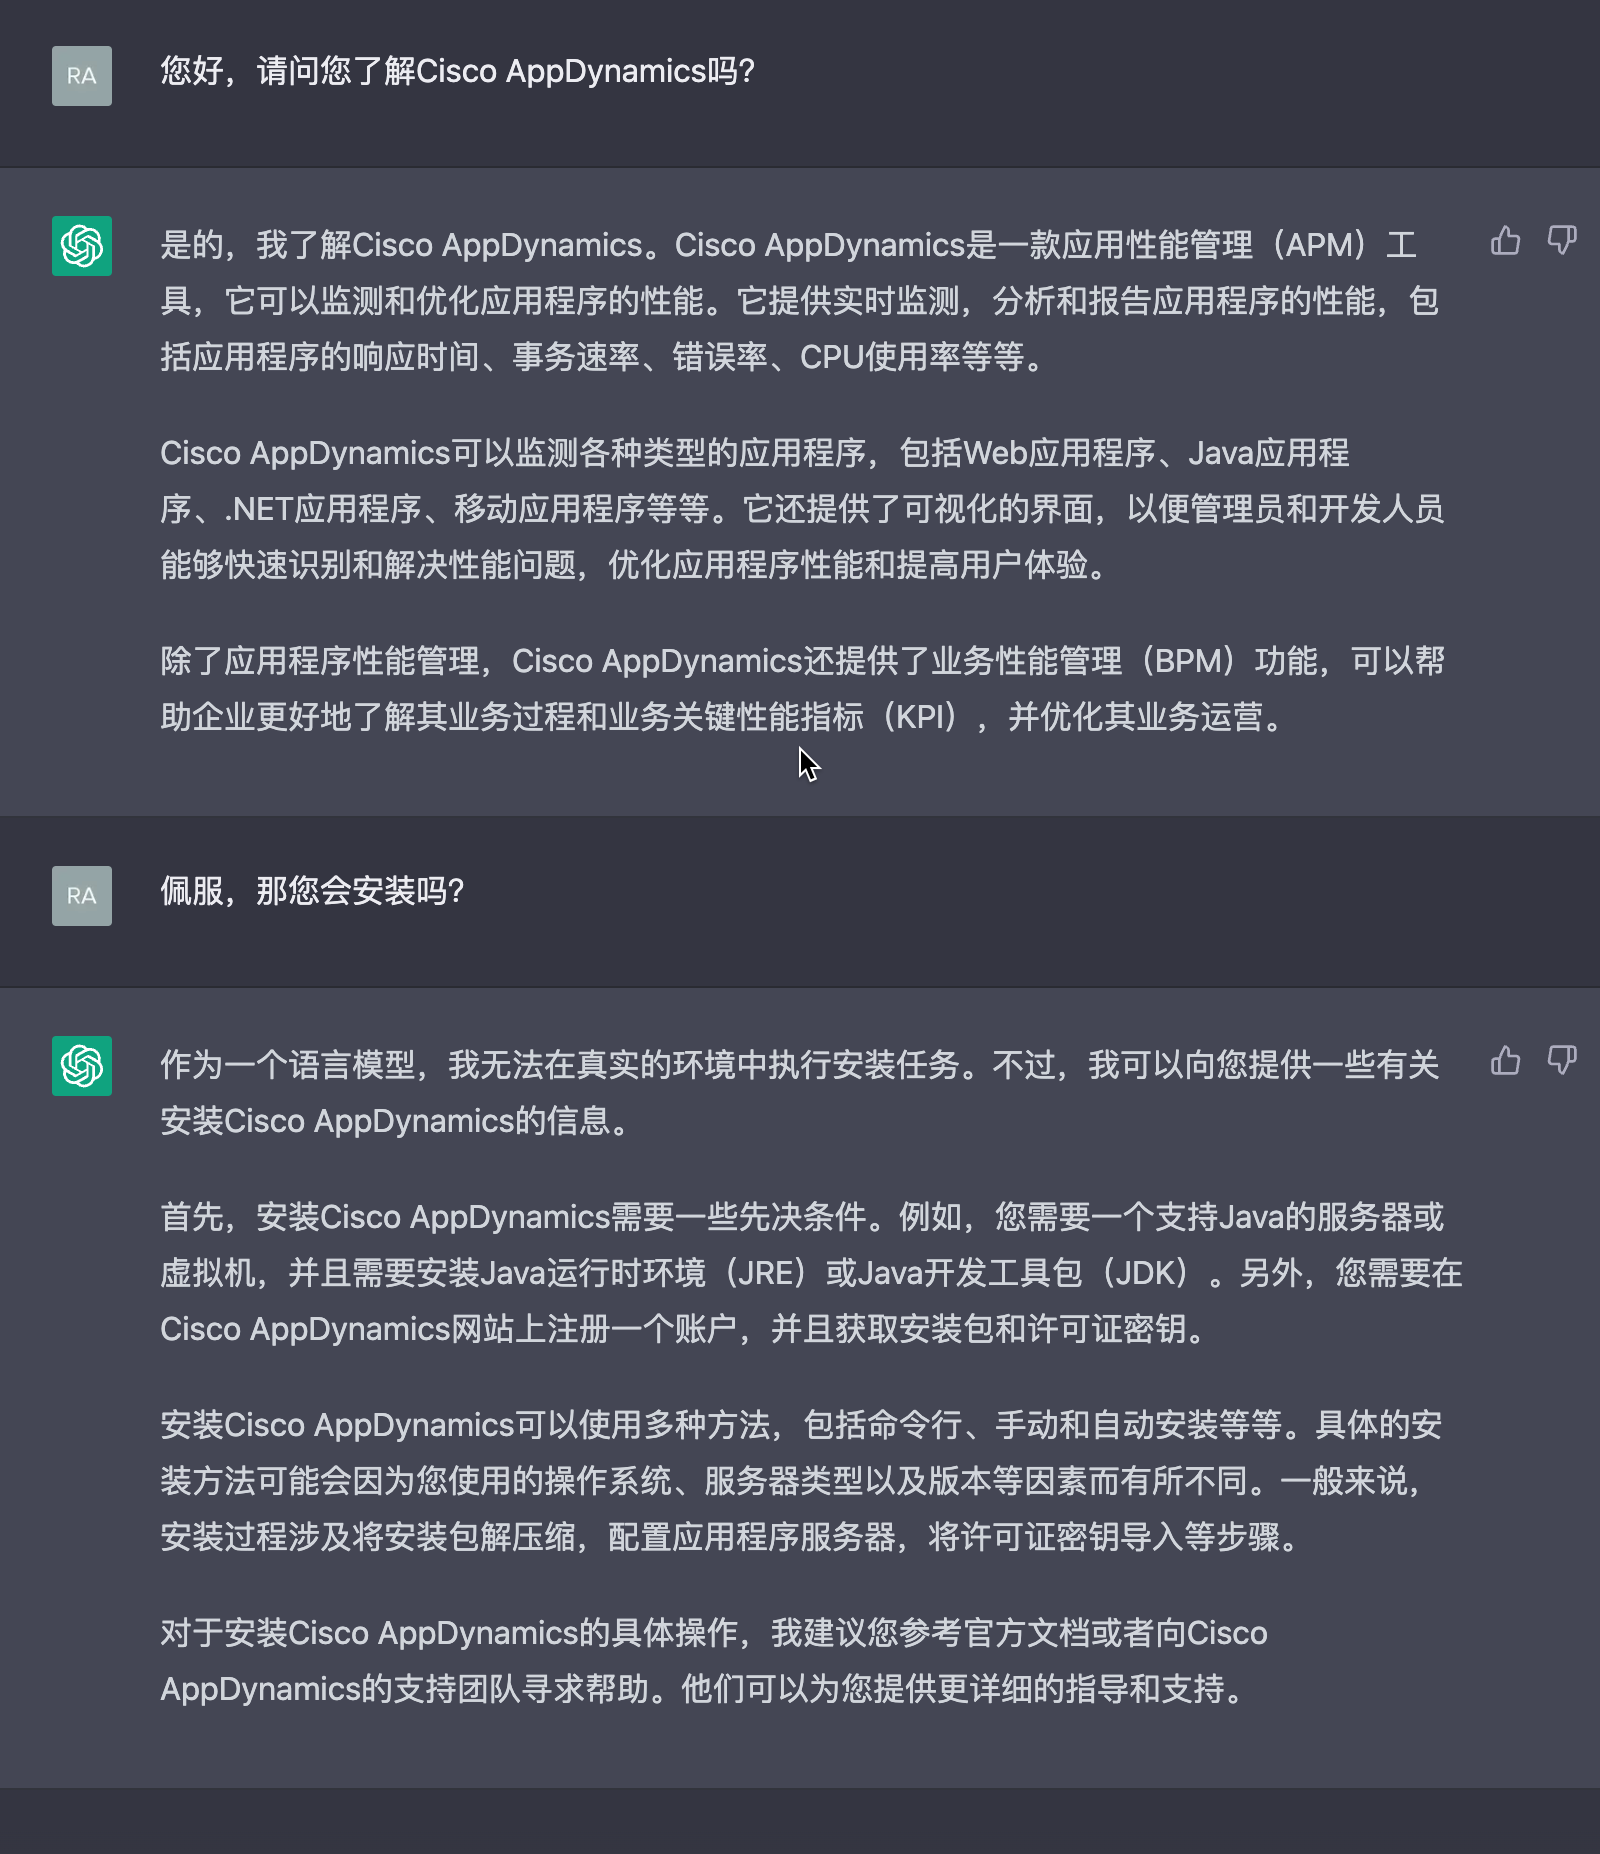 RA
您好，请问您了解Cisco AppDynamics吗?
是的，我了解Cisco AppDynamics。Cisco AppDynamics是一款应用性能管理（APM）工
具，它可以监测和优化应用程序的性能。它提供实时监测，分析和报告应用程序的性能，包
括应用程序的响应时间、事务速率、错误率、CPU使用率等等。
Cisco AppDynamics可以监测各种类型的应用程序，包括Web应用程序、Java应用程
序、.NET应用程序、移动应用程序等等。它还提供了可视化的界面，以便管理员和开发人员
能够快速识别和解决性能问题，优化应用程序性能和提高用户体验。
除了应用程序性能管理，Cisco AppDynamics还提供了业务性能管理（BPM）功能，可以帮
助企业更好地了解其业务过程和业务关键性能指标（KPI），并优化其业务运营。
RA
佩服，那您会安装吗?
作为一个语言模型，我无法在真实的环境中执行安装任务。不过，我可以向您提供一些有关
安装Cisco AppDynamics的信息。
首先，安装Cisco AppDynamics需要一些先决条件。例如，您需要一个支持Java的服务器或
虚拟机，并且需要安装Java运行时环境（JRE）或Java开发工具包（JDK）。另外，您需要在
Cisco AppDynamics网站上注册一个账户，并且获取安装包和许可证密钥。
安装Cisco AppDynamics可以使用多种方法，包括命令行、手动和自动安装等等。具体的安
装方法可能会因为您使用的操作系统、服务器类型以及版本等因素而有所不同。一般来说，
安装过程涉及将安装包解压缩，配置应用程序服务器，将许可证密钥导入等步骤。
对于安装Cisco AppDynamics的具体操作，我建议您参考官方文档或者向Cisco
AppDynamics的支持团队寻求帮助。他们可以为您提供更详细的指导和支持。